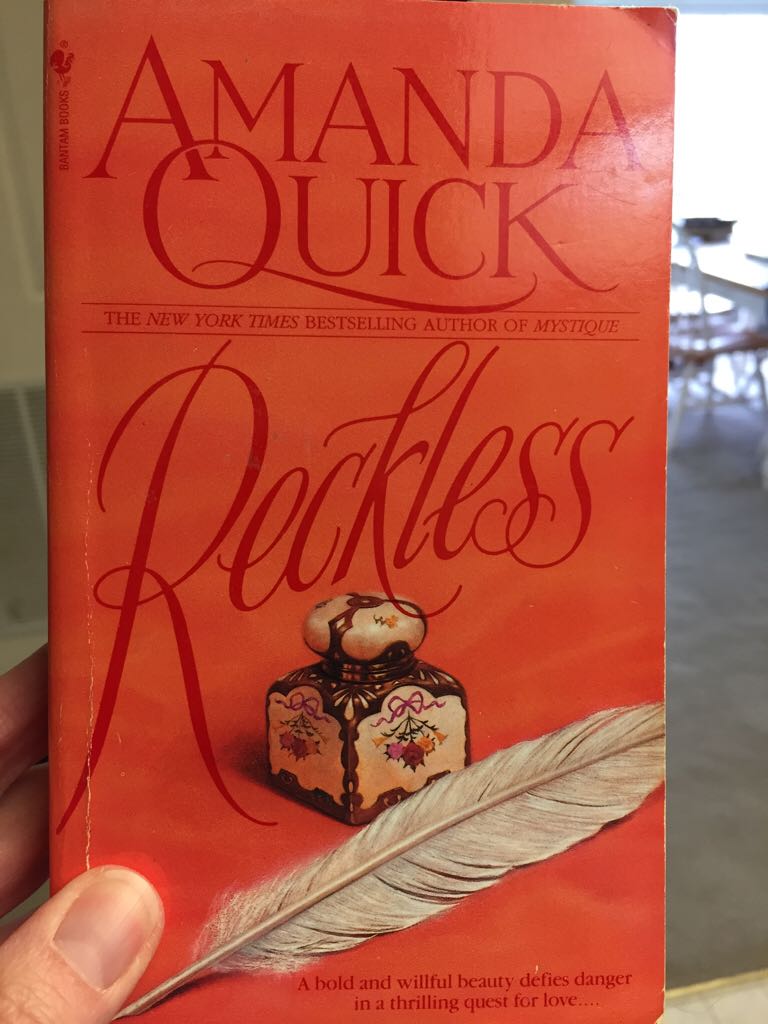 BANTAM BOOKS
AMANDA
QUICK
THE NEW YORK TIMES BESTSELLING AUTHOR OF MYSTIQUE
Reckless
A bold and willful beauty defies danger
in a thrilling quest for love....